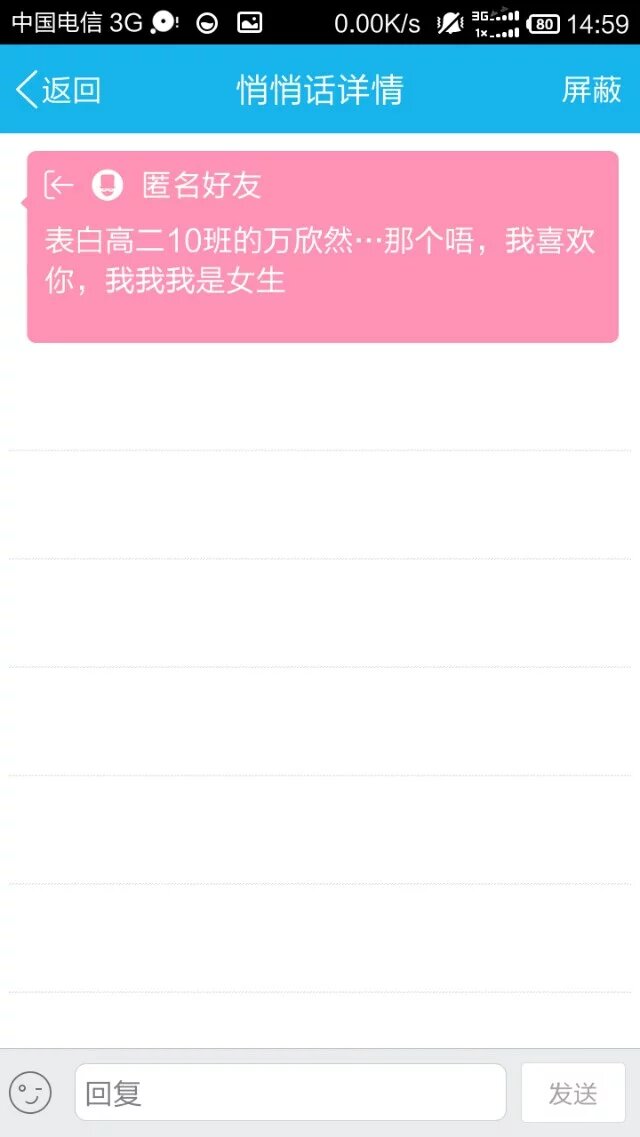 中国电信 3G 0.00K/s 3G 1x 80 14:59
返回 悄悄话详情 屏蔽
匿名好友
表白高二10班的万欣然…那个唔，我喜欢
你，我我我是女生
回复 发送